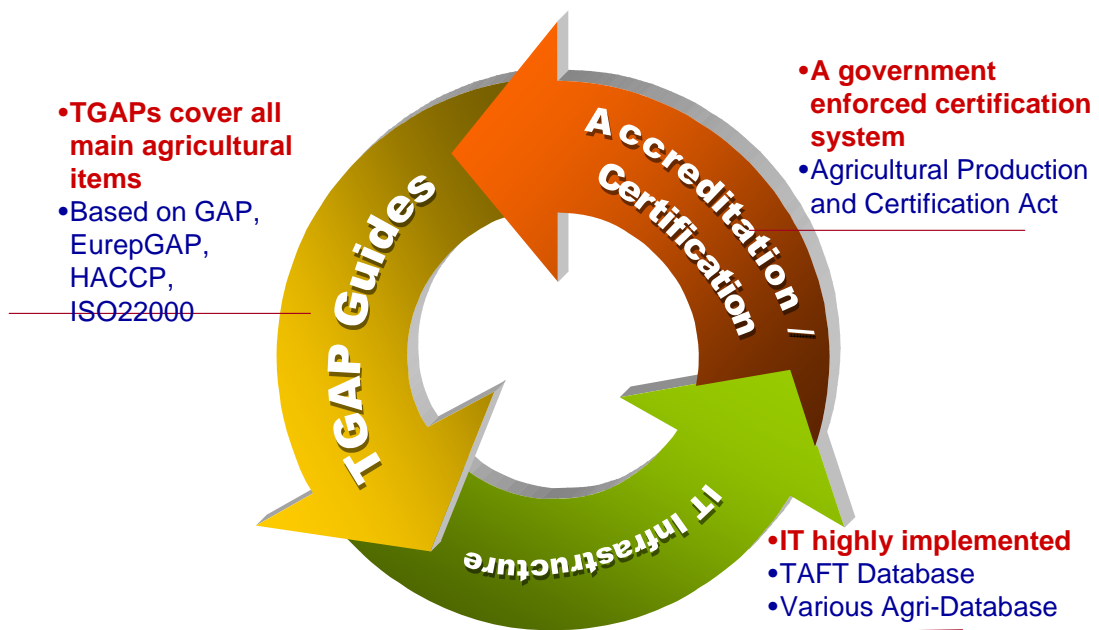 •TGAPs cover all
main agricultural
items
•Based on GAP,
EurepGAP,
HACCP,
ISO22000
TGAP Guides
Accreditation /
Certification
•A government
enforced certification
system
•Agricultural Production
and Certification Act
IT Infrastructure
•IT highly implemented
•TAFT Database
•Various Agri-Database